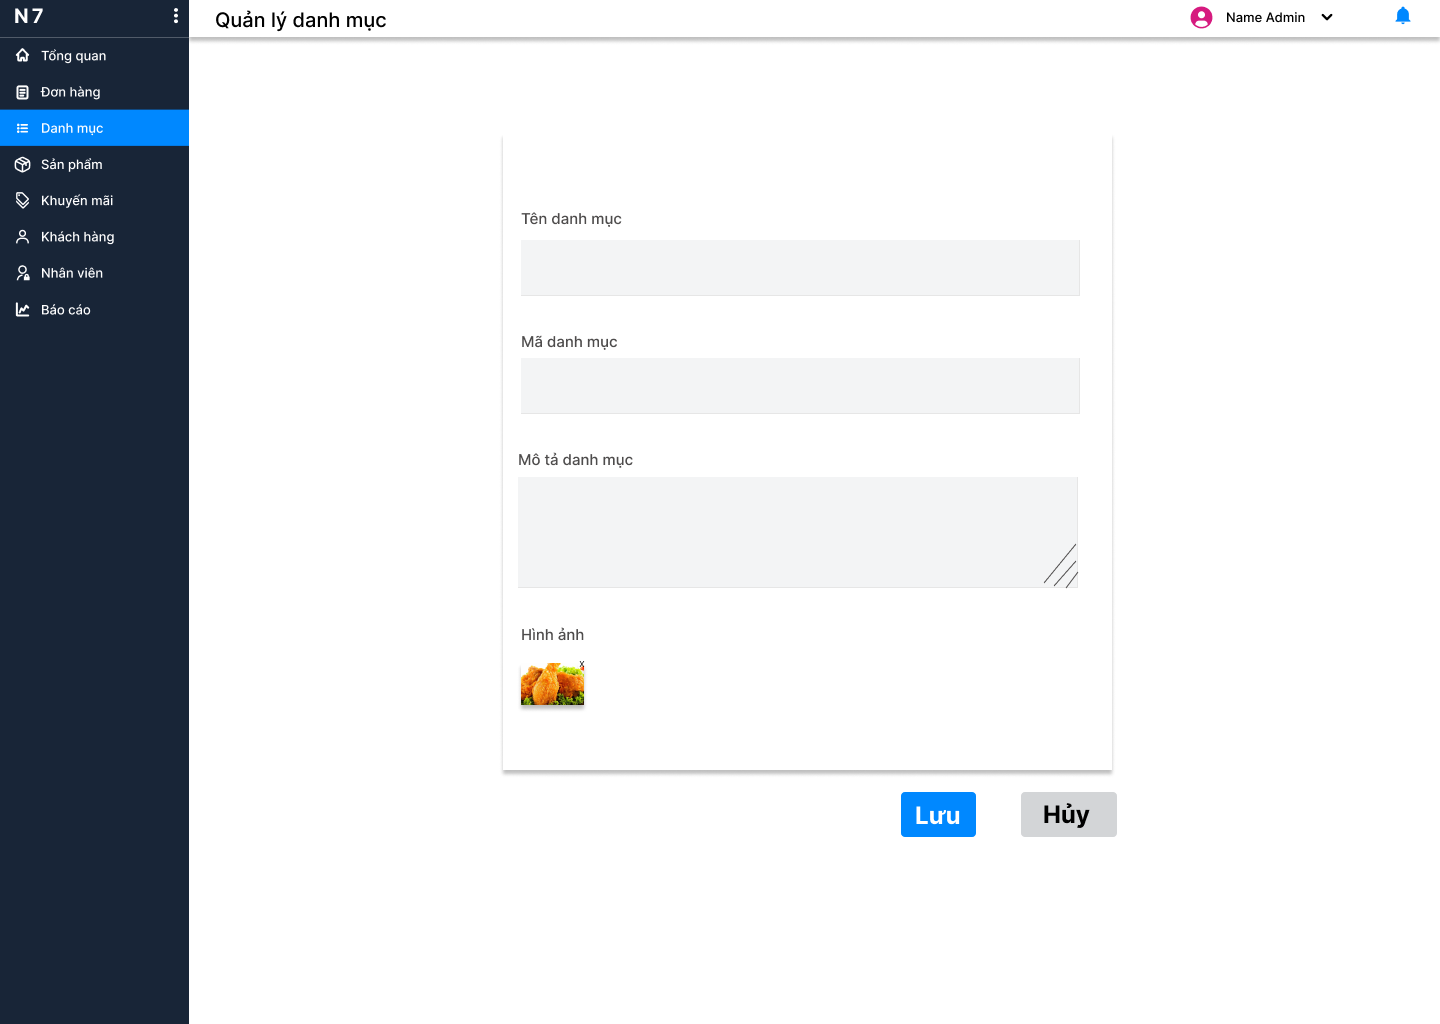 N7
Quản lý danh mục
Name Admin
Tổng quan
Đơn hàng
Danh mục
Sản phẩm
Khuyến mãi
Khách hàng
Nhân viên
Báo cáo
Tên danh mục
Mã danh mục
Mô tả danh mục
Hình ảnh
x
Lưu
Hủy